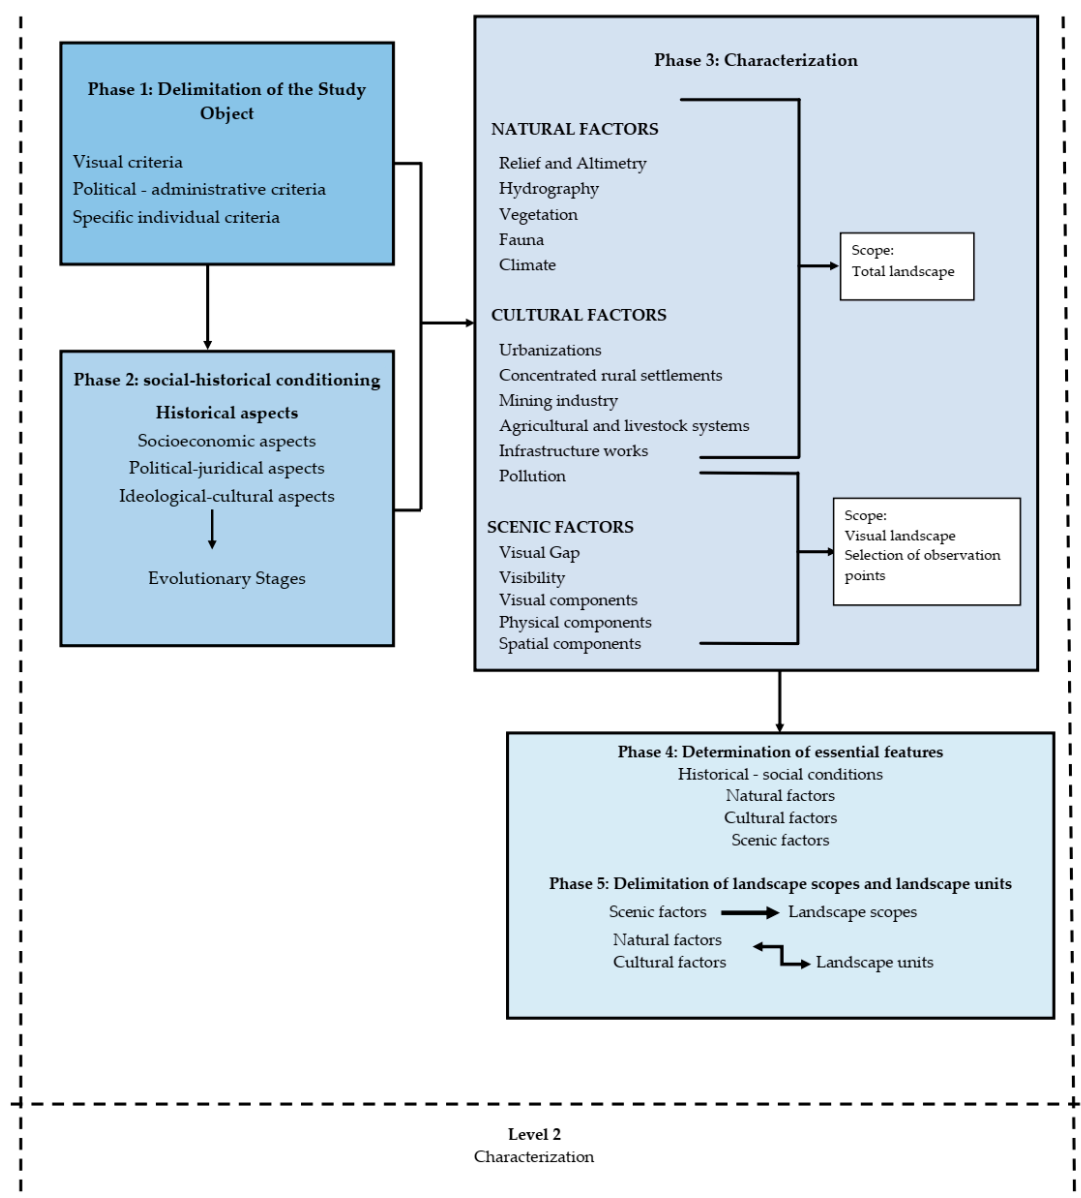 Phase 1: Delimitation of the Study
Object
Visual criteria
Political - administrative criteria
Specific individual criteria
Phase 2: social-historical conditioning
Historical aspects
Socioeconomic aspects
Political-juridical aspects
Ideological-cultural aspects
Evolutionary Stages
Phase 3: Characterization
NATURAL FACTORS
Relief and Altimetry
Hydrography
Vegetation
Fauna
Climate
Scope:
Total landscape
CULTURAL FACTORS
Urbanizations
Concentrated rural settlements
Mining industry
Agricultural and livestock systems
Infrastructure works
Pollution
SCENIC FACTORS
Visual Gap
Visibility
Visual components
Physical components
Spatial components
Scope:
Visual landscape
Selection of observation
points
Phase 4: Determination of essential features
Historical - social conditions
Natural factors
Cultural factors
Scenic factors
Phase 5: Delimitation of landscape scopes and landscape units
Scenic factors Landscape scopes
Natural factors
Cultural factors Landscape units
Level 2
Characterization